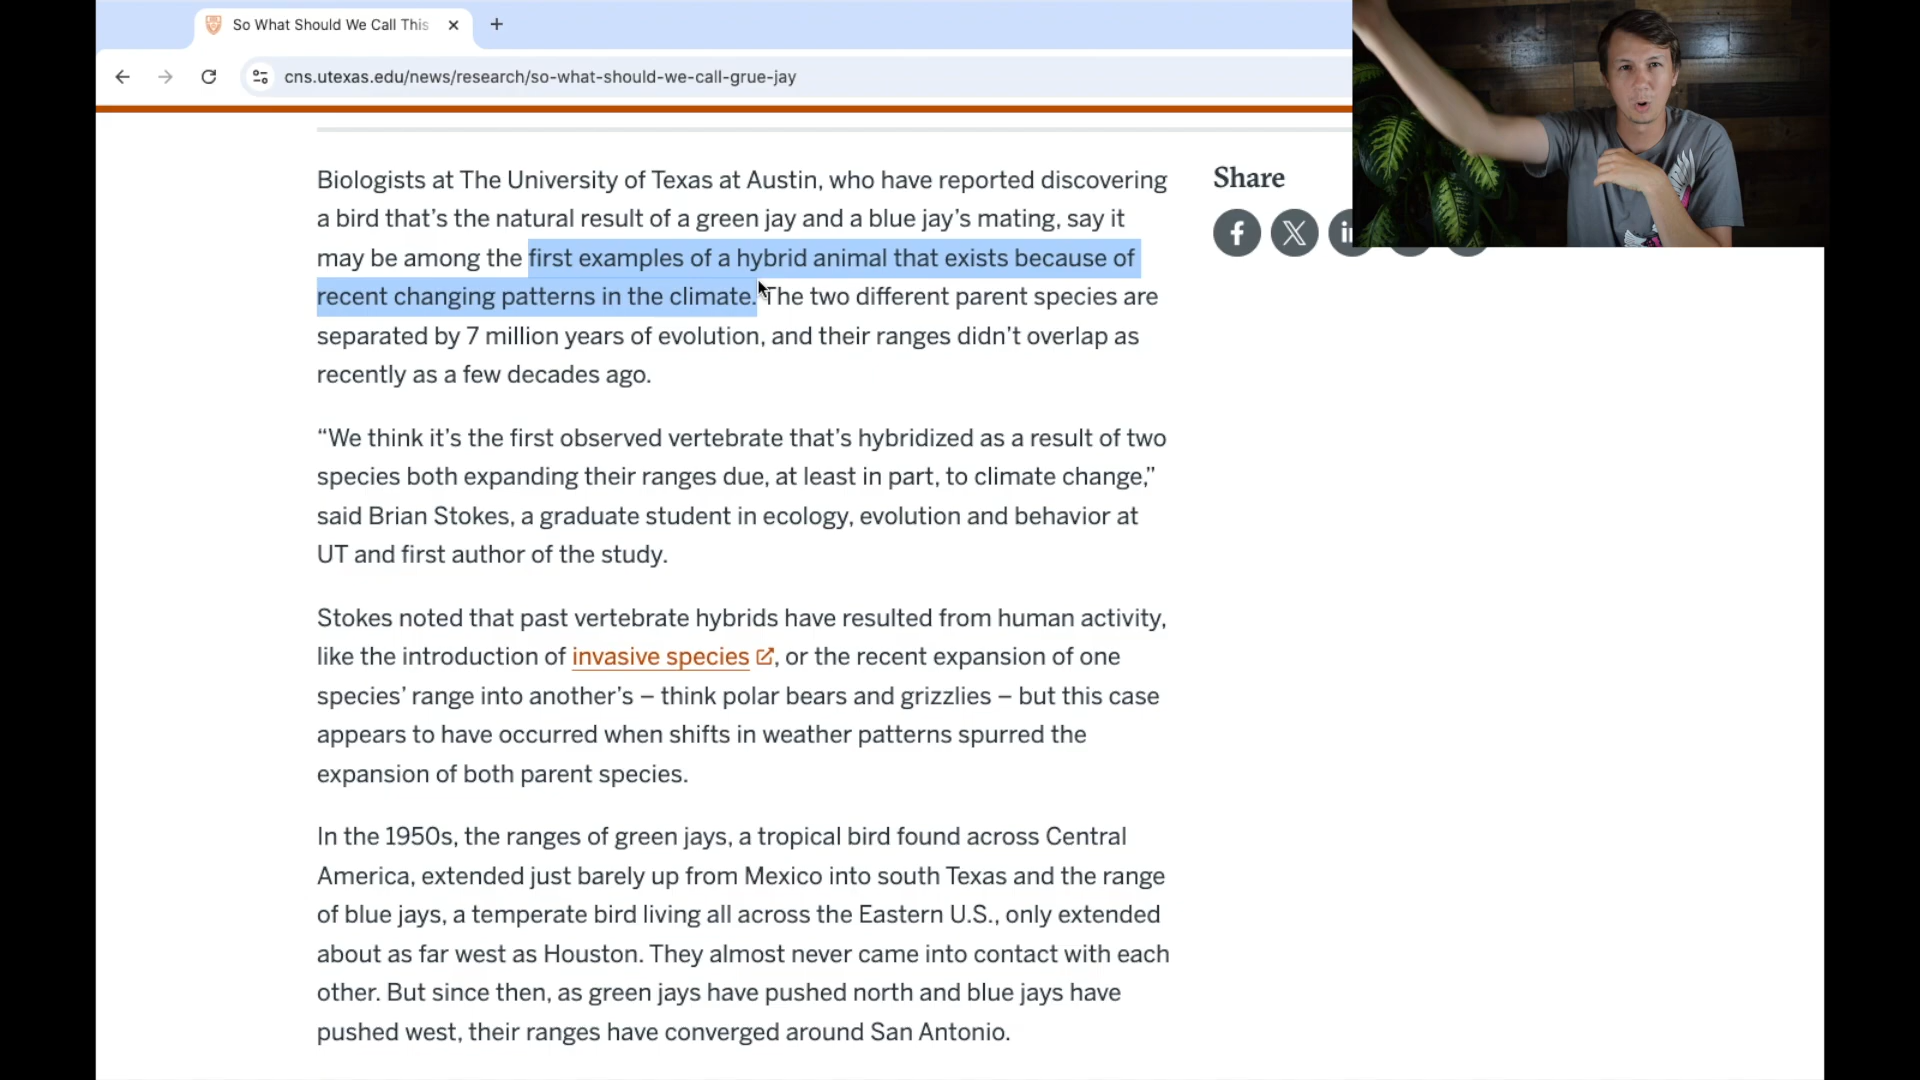 So What Should We Call This
cns.utexas.edu/news/research/so-what-should-we-call-grue-jay
Biologists at The University of Texas at Austin, who have reported discovering
a bird that’s the natural result of a green jay and a blue jay’s mating, say it
may be among the first examples of a hybrid animal that exists because of
recent changing patterns in the climate. The two different parent species are
separated by 7 million years of evolution, and their ranges didn’t overlap as
recently as a few decades ago.
“We think it’s the first observed vertebrate that’s hybridized as a result of two
species both expanding their ranges due, at least in part, to climate change,”
said Brian Stokes, a graduate student in ecology, evolution and behavior at
UT and first author of the study.
Stokes noted that past vertebrate hybrids have resulted from human activity,
like the introduction of invasive species, or the recent expansion of one
species’ range into another’s – think polar bears and grizzlies – but this case
appears to have occurred when shifts in weather patterns spurred the
expansion of both parent species.
In the 1950s, the ranges of green jays, a tropical bird found across Central
America, extended just barely up from Mexico into south Texas and the range
of blue jays, a temperate bird living all across the Eastern U.S., only extended
about as far west as Houston. They almost never came into contact with each
other. But since then, as green jays have pushed north and blue jays have
pushed west, their ranges have converged around San Antonio.
Share
f X in